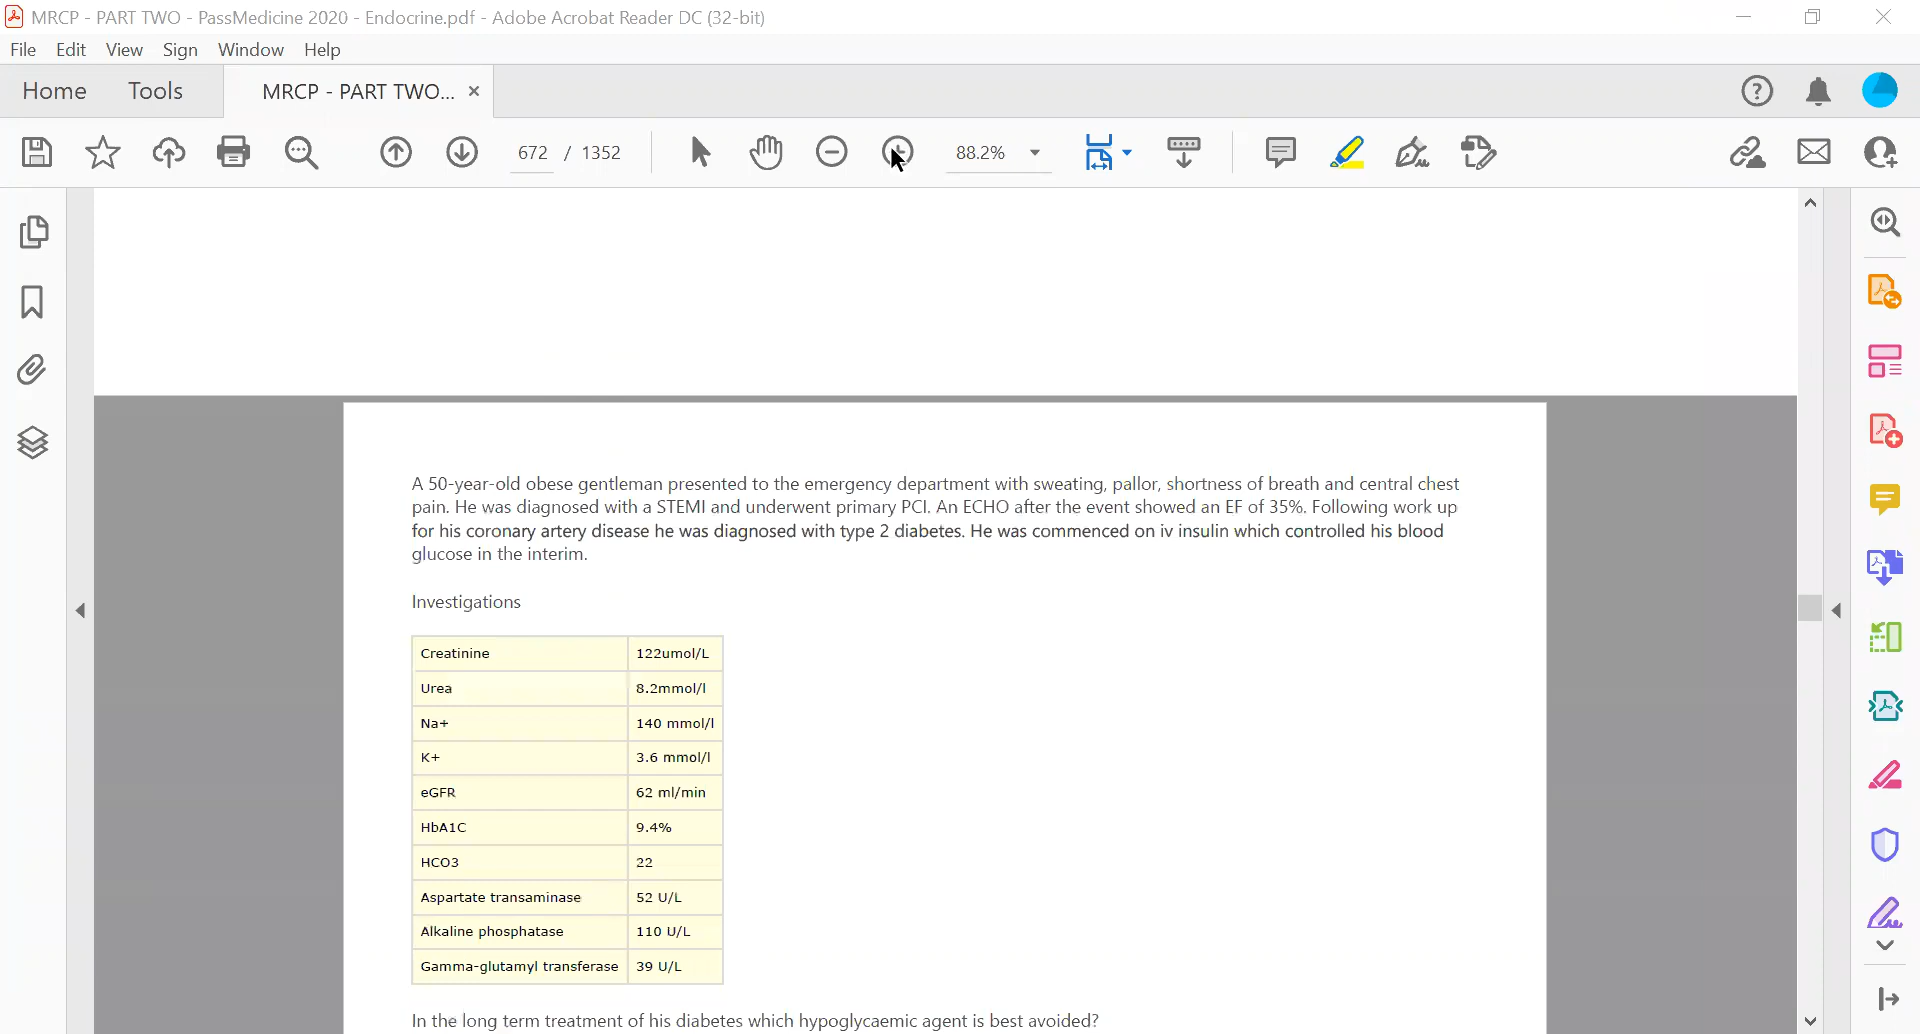 MRCP - PART TWO - PassMedicine 2020 - Endocrine.pdf - Adobe Acrobat Reader DC (32-bit)
File Edit View Sign Window Help
Home Tools MRCP - PART TWO... ×
672 / 1352 88.2%
A 50-year-old obese gentleman presented to the emergency department with sweating, pallor, shortness of breath and central chest
pain. He was diagnosed with a STEMI and underwent primary PCI. An ECHO after the event showed an EF of 35%. Following work up
for his coronary artery disease he was diagnosed with type 2 diabetes. He was commenced on iv insulin which controlled his blood
glucose in the interim.
Investigations
Creatinine 122umol/L
Urea 8.2mmol/l
Na+ 140 mmol/l
K+ 3.6 mmol/l
eGFR 62 ml/min
HbA1C 9.4%
HCO3 22
Aspartate transaminase 52 U/L
Alkaline phosphatase 110 U/L
Gamma-glutamyl transferase 39 U/L
In the long term treatment of his diabetes which hypoglycaemic agent is best avoided?